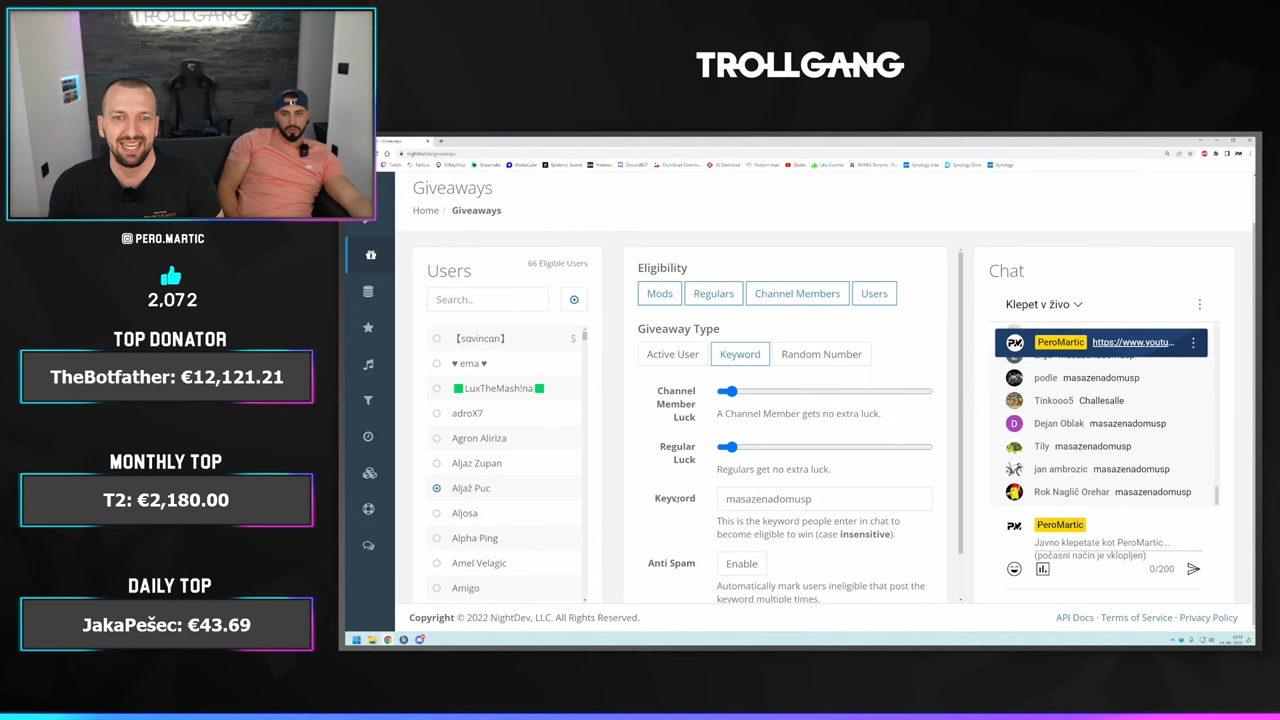 TROLLGANG
TROLLGANG
PERO.MARTIC
2,072
TOP DONATOR
TheBotfather: €12,121.21
MONTHLY TOP
T2: €2,180.00
DAILY TOP
JakaPešec: €43.69
Giveaways
Home / Giveaways
Users
66 Eligible Users
Search..
【sαvincαn】 $
♥ ema ♥
🟩LuxTheMash!na🟩
adroX7
Agron Aliriza
Aljaz Zupan
Aljaž Puc
Aljosa
Alpha Ping
Amel Velagic
Amigo
Eligibility
Mods
Regulars
Channel Members
Users
Giveaway Type
Active User
Keyword
Random Number
Channel
Member
Luck
A Channel Member gets no extra luck.
Regular
Luck
Regulars get no extra luck.
Keyword
masazenadomusp
This is the keyword people enter in chat to
become eligible to win (case insensitive).
Anti Spam
Enable
Automatically mark users ineligible that post the
keyword multiple times.
Chat
Klepet v živo
PeroMartic https://www.youtu...
podle masazenadomusp
Tinkooo5 Challesalle
Dejan Oblak masazenadomusp
Tily masazenadomusp
jan ambrozic masazenadomusp
Rok Naglič Orehar masazenadomusp
PeroMartic
Javno klepetate kot PeroMartic...
(počasni način je vklopljen)
0/200
Copyright © 2022 NightDev, LLC. All Rights Reserved.
API Docs · Terms of Service · Privacy Policy